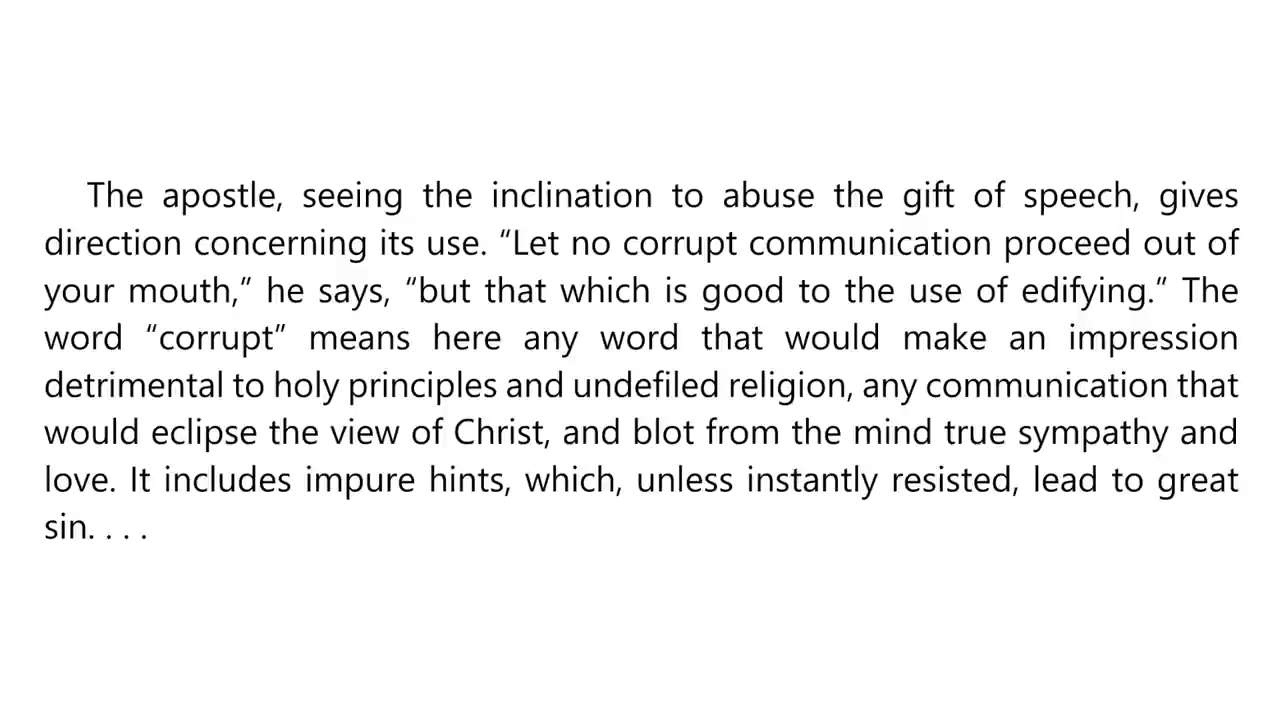 The apostle, seeing the inclination to abuse the gift of speech, gives
direction concerning its use. “Let no corrupt communication proceed out of
your mouth,” he says, “but that which is good to the use of edifying.” The
word “corrupt” means here any word that would make an impression
detrimental to holy principles and undefiled religion, any communication that
would eclipse the view of Christ, and blot from the mind true sympathy and
love. It includes impure hints, which, unless instantly resisted, lead to great
sin. . . .